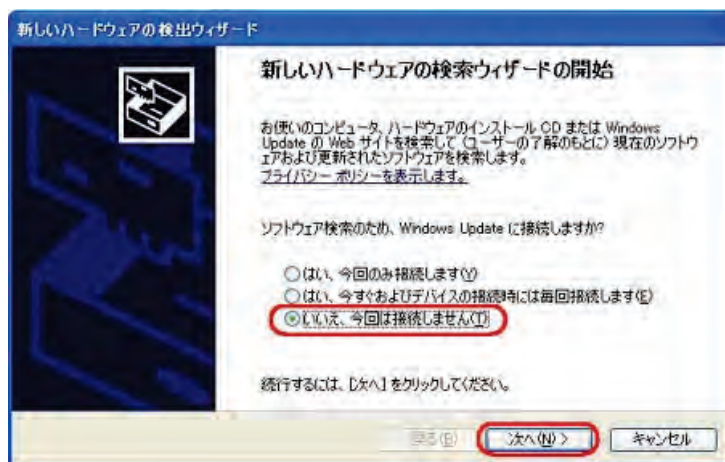 新しいハードウェアの検出ウィザード
新しいハードウェアの検索ウィザードの開始
お使いのコンピュータ、ハードウェアのインストール CD または Windows
Update の Web サイトを検索して (ユーザーの了解のもとに) 現在のソフトウ
ェアおよび更新されたソフトウェアを検索します。
プライバシー ポリシーを表示します。
ソフトウェア検索のため、Windows Update に接続しますか?
はい、今回のみ接続します(Y)
はい、今すぐおよびデバイスの接続時には毎回接続します(E)
いいえ、今回は接続しません(T)
続行するには、[次へ] をクリックしてください。
戻る(B) 次へ(N) > キャンセル